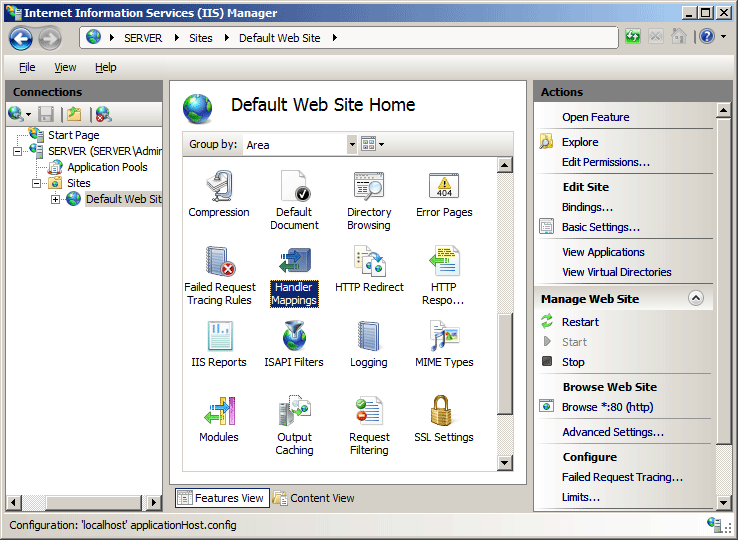 Internet Information Services (IIS) Manager
SERVER Sites Default Web Site
File View Help
Connections
Start Page
SERVER (SERVER\Admir
Application Pools
Sites
Default Web Sit
Default Web Site Home
Group by: Area
Compression
Default Document
Directory Browsing
Error Pages
404
Failed Request Tracing Rules
Handler Mappings
HTTP Redirect
HTTP Respo...
IIS Reports
ISAPI Filters
Logging
MIME Types
Modules
Output Caching
Request Filtering
SSL Settings
Features View
Content View
Actions
Open Feature
Explore
Edit Permissions...
Edit Site
Bindings...
Basic Settings...
View Applications
View Virtual Directories
Manage Web Site
Restart
Start
Stop
Browse Web Site
Browse *:80 (http)
Advanced Settings...
Configure
Failed Request Tracing...
Limits...
Configuration: 'localhost' applicationHost.config